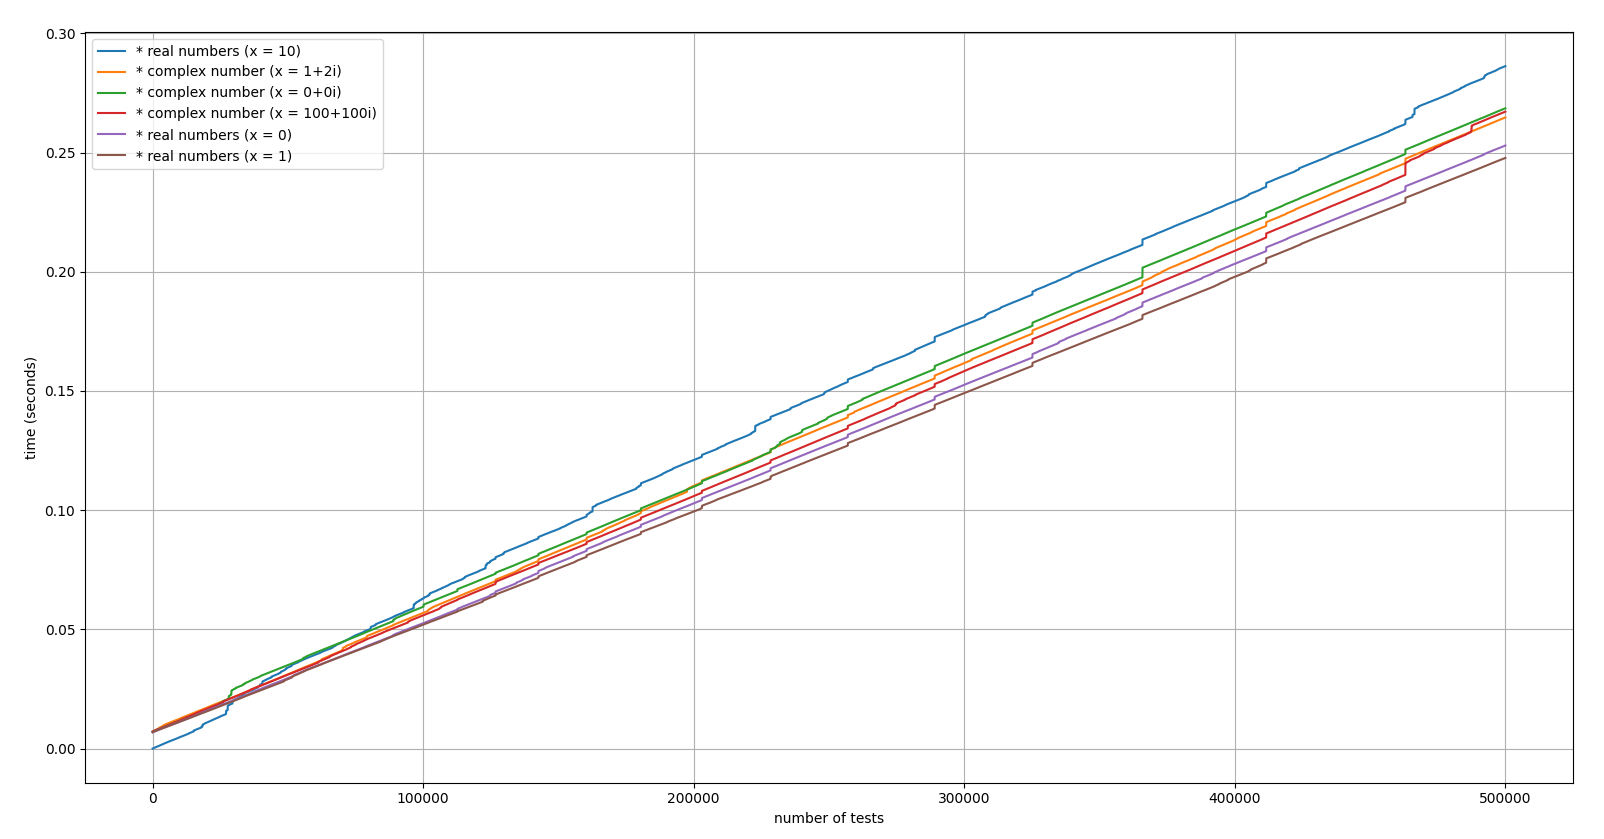 * real numbers (x = 10)
* complex number (x = 1+2i)
* complex number (x = 0+0i)
* complex number (x = 100+100i)
* real numbers (x = 0)
* real numbers (x = 1)
0.30
0.25
0.20
0.15
0.10
0.05
0.00
time (seconds)
0 100000 200000 300000 400000 500000
number of tests